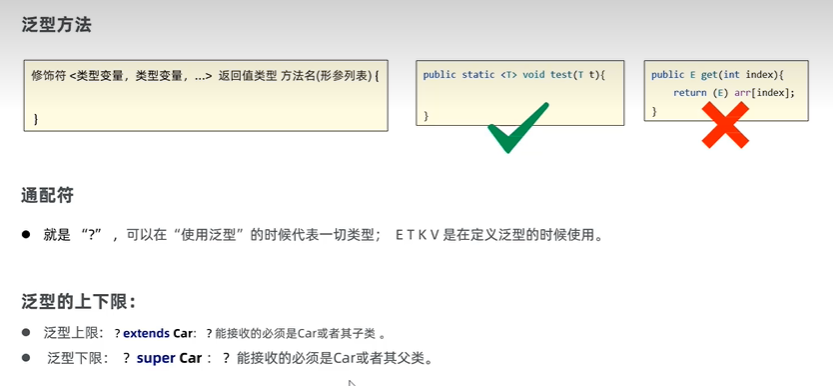 泛型方法
修饰符 <类型变量，类型变量，...> 返回值类型 方法名(形参列表) {
}
public static <T> void test(T t){
}
public E get(int index){
return (E) arr[index];
}
通配符
● 就是 “?” ，可以在“使用泛型”的时候代表一切类型； E T K V 是在定义泛型的时候使用。
泛型的上下限：
● 泛型上限： ? extends Car: ? 能接收的必须是Car或者其子类 。
● 泛型下限： ? super Car : ? 能接收的必须是Car或者其父类。